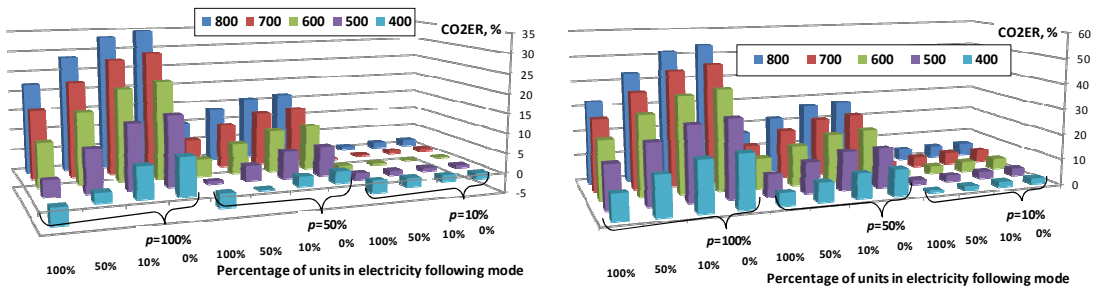 CO2ER, %
800 700 600 500 400
35
30
25
20
15
10
5
0
-5
p=100%
p=50%
p=10%
100% 50% 10% 0% 100% 50% 10% 0% 100% 50% 10% 0%
Percentage of units in electricity following mode
CO2ER, %
800 700 600 500 400
60
50
40
30
20
10
0
p=100%
p=50%
p=10%
100% 50% 10% 0% 100% 50% 10% 0% 100% 50% 10% 0%
Percentage of units in electricity following mode